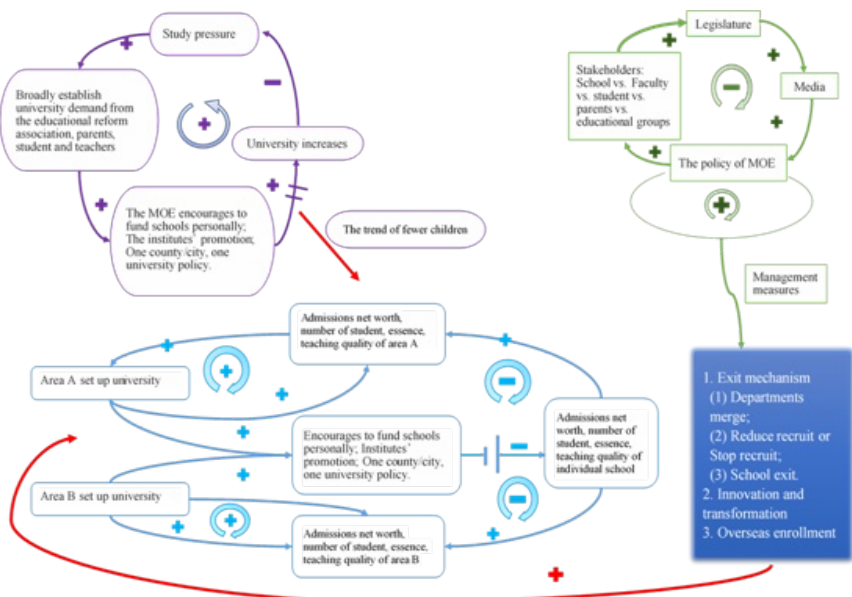 Study pressure
Broadly establish
university demand from
the educational reform
association, parents,
student and teachers
University increases
The MOE encourages to
fund schools personally;
The institutes' promotion;
One county/city, one
university policy.
The trend of fewer children
Legislature
Stakeholders:
School vs. Faculty
vs. student vs.
parents vs.
educational groups
Media
The policy of MOE
Management
measures
Admissions net worth,
number of student, essence,
teaching quality of area A
Area A set up university
Encourages to fund schools
personally; Institutes'
promotion; One county/city,
one university policy.
Admissions net
worth, number of
student, essence,
teaching quality of
individual school
Area B set up university
Admissions net worth,
number of student, essence,
teaching quality of area B
1. Exit mechanism
(1) Departments
merge;
(2) Reduce recruit or
Stop recruit;
(3) School exit.
2. Innovation and
transformation
3. Overseas enrollment